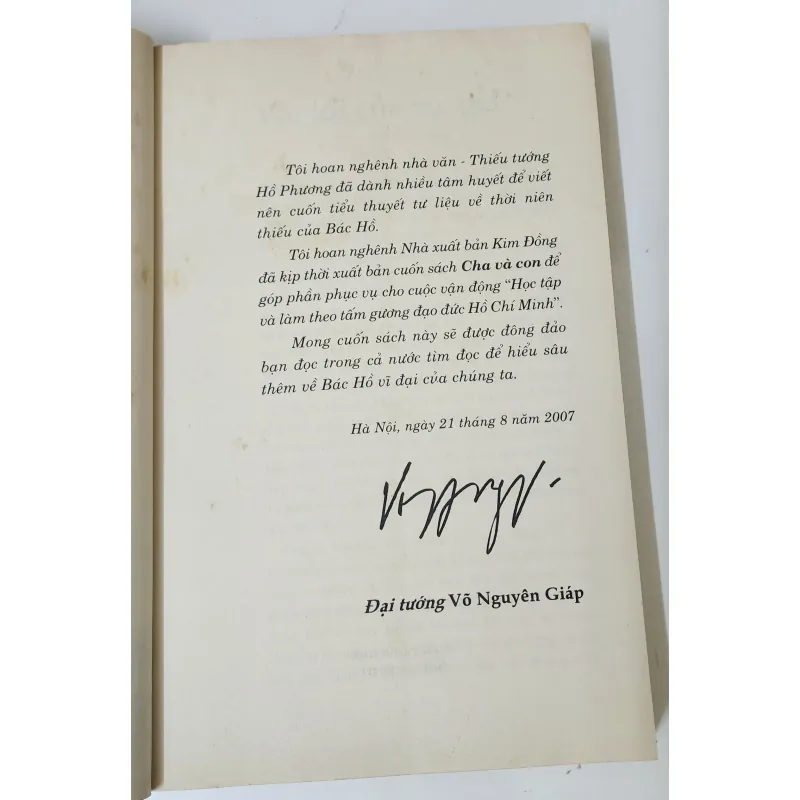 Tôi hoan nghênh nhà văn - Thiếu tướng
Hồ Phương đã dành nhiều tâm huyết để viết
nên cuốn tiểu thuyết tư liệu về thời niên
thiếu của Bác Hồ.
Tôi hoan nghênh Nhà xuất bản Kim Đồng
đã kịp thời xuất bản cuốn sách Cha và con để
góp phần phục vụ cho cuộc vận động “Học tập
và làm theo tấm gương đạo đức Hồ Chí Minh”.
Mong cuốn sách này sẽ được đông đảo
bạn đọc trong cả nước tìm đọc để hiểu sâu
thêm về Bác Hồ vĩ đại của chúng ta.
Hà Nội, ngày 21 tháng 8 năm 2007
Đại tướng Võ Nguyên Giáp